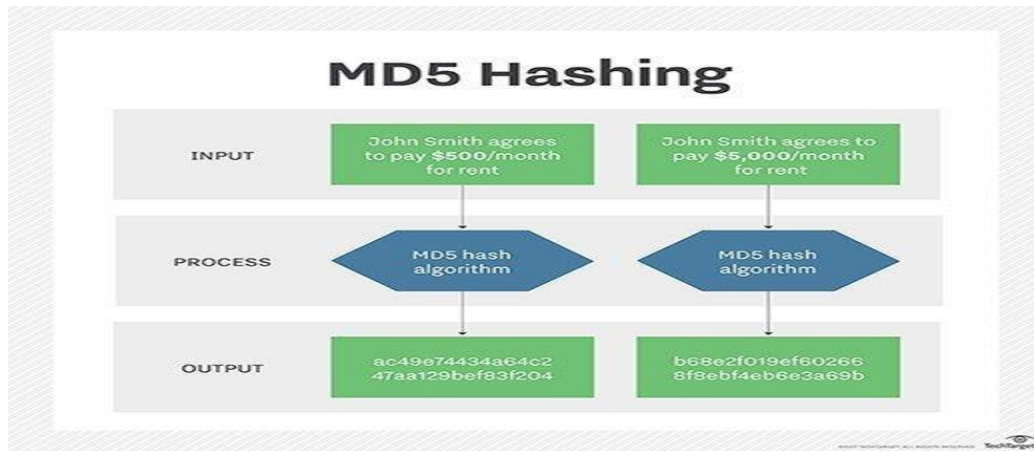 MD5 Hashing
INPUT
John Smith agrees
to pay $500/month
for rent
John Smith agrees to
pay $5,000/month
for rent
PROCESS
MD5 hash
algorithm
MD5 hash
algorithm
OUTPUT
ac49e74434a64c2
47aa129bef83f204
b68e2f019ef60266
8f8ebf4eb6e3a69b
TechTarget